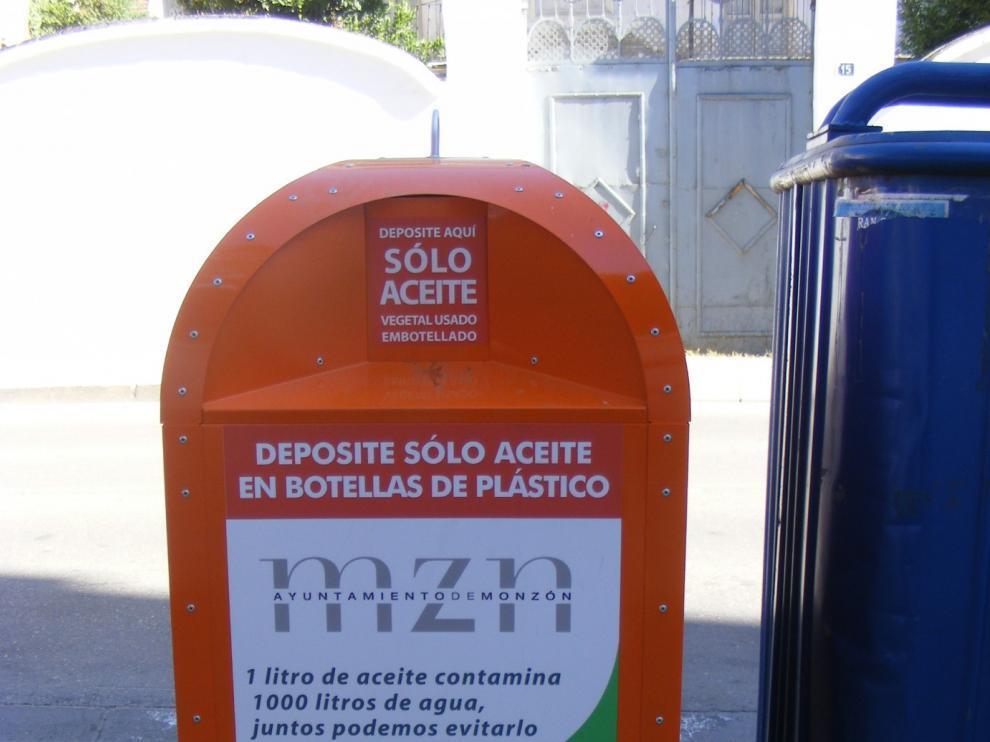 15
DEPOSITE AQUÍ
SÓLO
ACEITE
VEGETAL USADO
EMBOTELLADO
DEPOSITE SÓLO ACEITE
EN BOTELLAS DE PLÁSTICO
mzn
AYUNTAMIENTODEMONZÓN
1 litro de aceite contamina
1000 litros de agua,
juntos podemos evitarlo